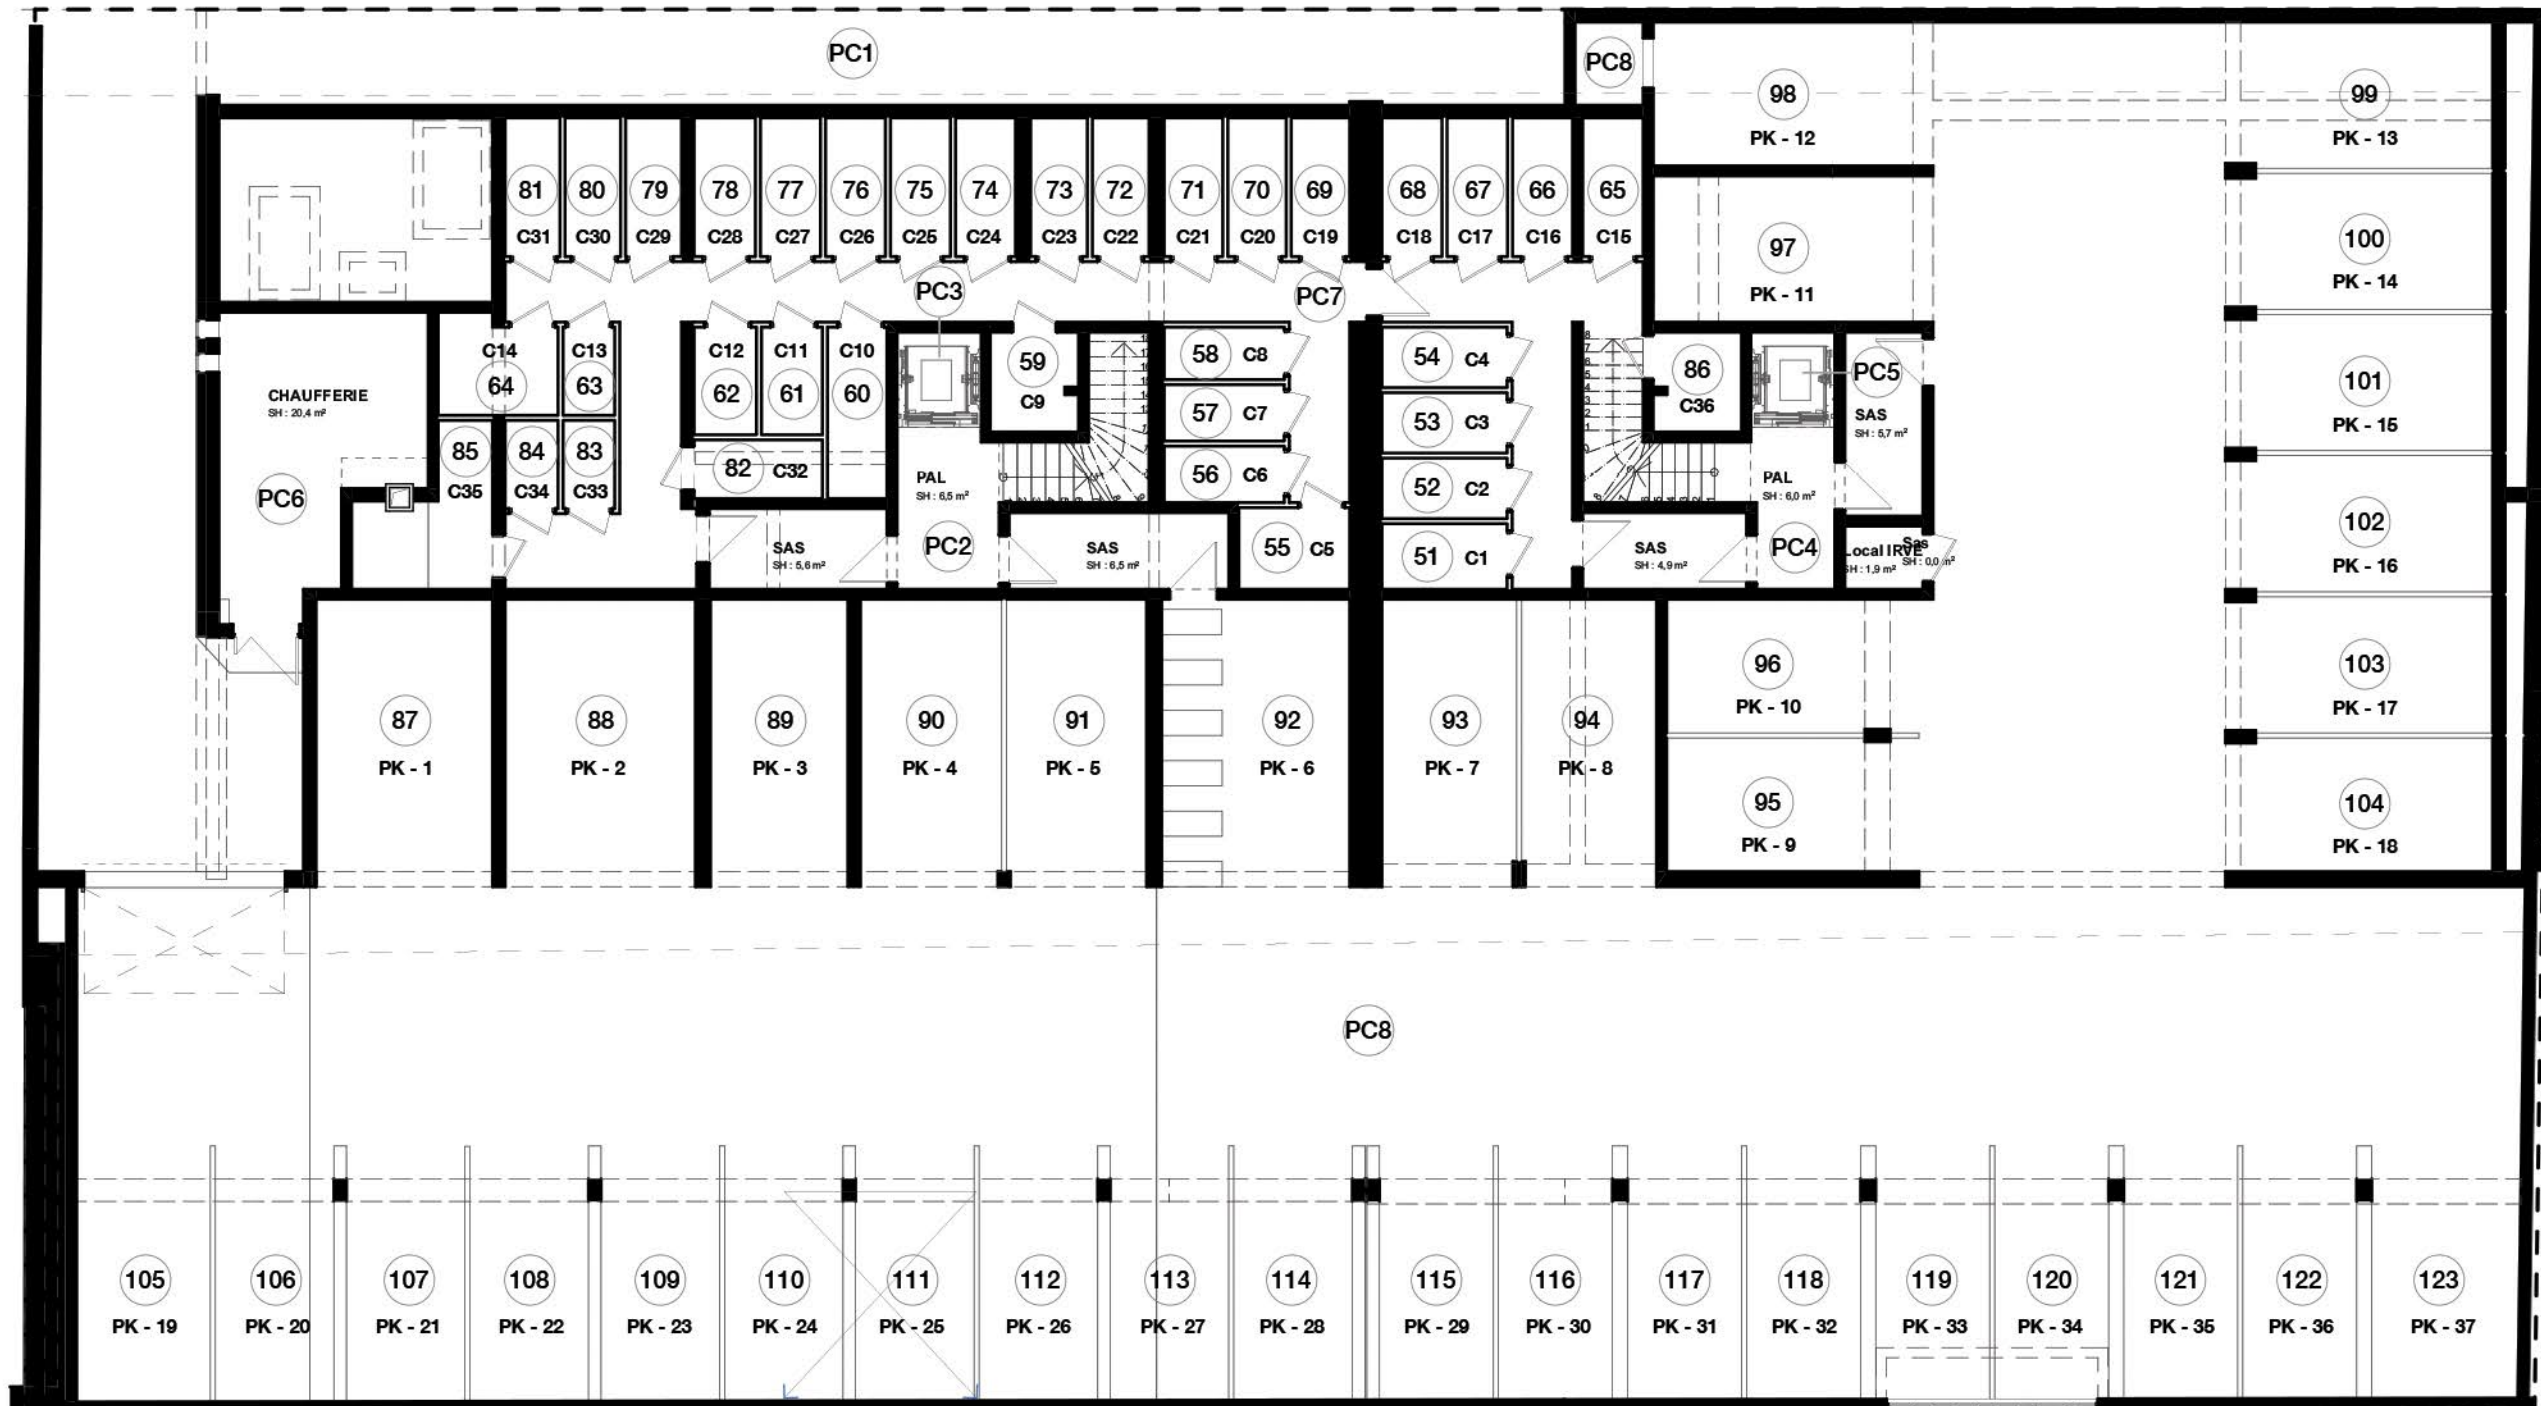 PC1
PC8
98
PK - 12
99
PK - 13
81
80
79
78
77
76
75
74
73
72
71
70
69
68
67
66
65
C31
C30
C29
C28
C27
C26
C25
C24
C23
C22
C21
C20
C19
C18
C17
C16
C15
97
PK - 11
100
PK - 14
PC3
PC7
C14
64
C13
63
C12
62
C11
61
C10
60
59
C9
58 C8
57 C7
56 C6
54 C4
53 C3
52 C2
51 C1
86
C36
PC5
SAS
SH : 5,7 m²
101
PK - 15
CHAUFFERIE
SH : 20,4 m²
PC6
85
C35
84
C34
83
C33
82 C32
PAL
SH : 6,5 m²
PC2
SAS
SH : 5,6 m²
SAS
SH : 6,5 m²
55 C5
SAS
SH : 4,9 m²
PAL
SH : 6,0 m²
PC4
Local IRVE
SH : 1,9 m²
Sas
SH : 0,0 m²
102
PK - 16
87
PK - 1
88
PK - 2
89
PK - 3
90
PK - 4
91
PK - 5
92
PK - 6
93
PK - 7
94
PK - 8
96
PK - 10
95
PK - 9
103
PK - 17
104
PK - 18
PC8
105
106
107
108
109
110
111
112
113
114
115
116
117
118
119
120
121
122
123
PK - 19
PK - 20
PK - 21
PK - 22
PK - 23
PK - 24
PK - 25
PK - 26
PK - 27
PK - 28
PK - 29
PK - 30
PK - 31
PK - 32
PK - 33
PK - 34
PK - 35
PK - 36
PK - 37